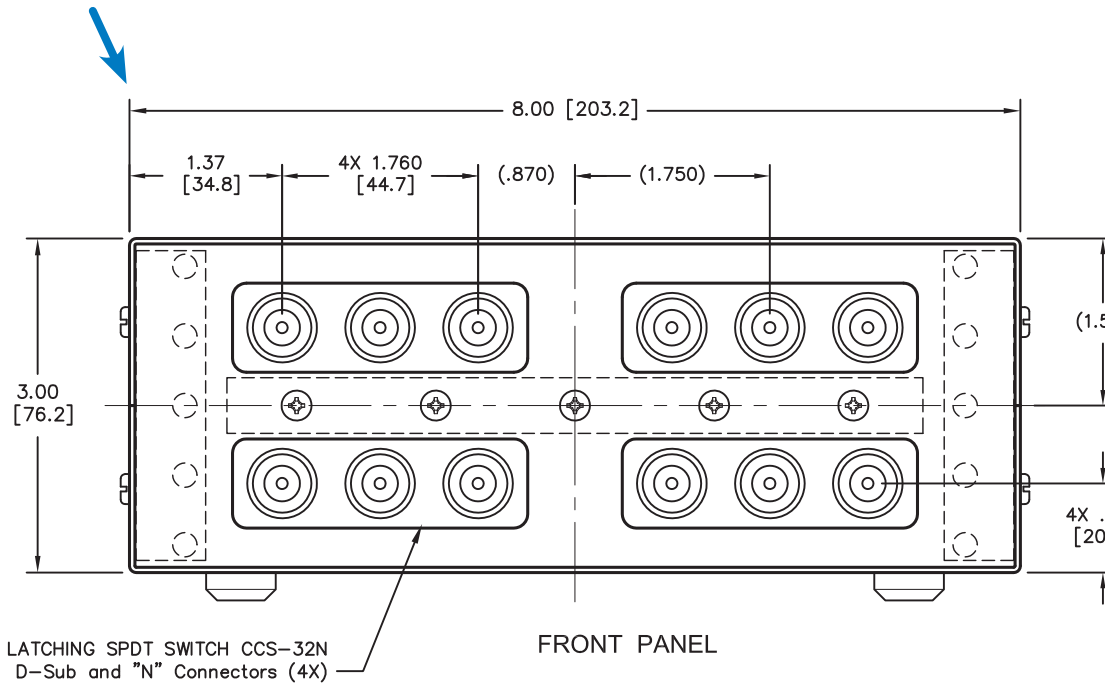 8.00 [203.2]
1.37
[34.8]
4X 1.760
[44.7]
(.870)
(1.750)
3.00
[76.2]
(1.5
4X .
[20
LATCHING SPDT SWITCH CCS-32N
D-Sub and "N" Connectors (4X)
FRONT PANEL